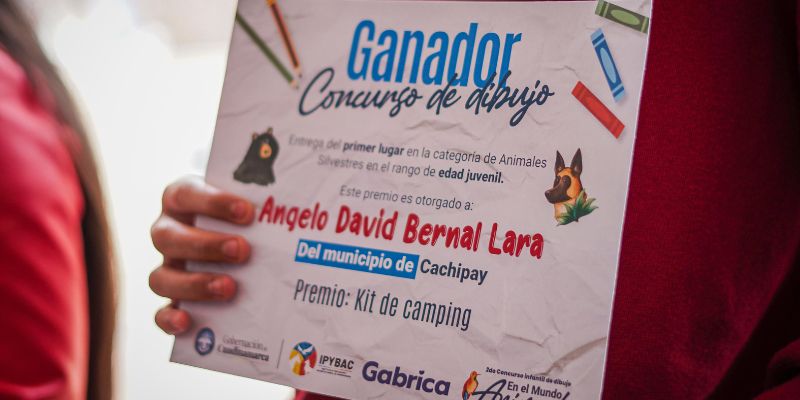 Ganador
Concurso de dibujo
Entrega del primer lugar en la categoría de Animales
Silvestres en el rango de edad juvenil.
Este premio es otorgado a:
Angelo David Bernal Lara
Del municipio de Cachipay
Premio: Kit de camping
Gobernación de
Cundinamarca
IPYBAC
Gabrica
2do Concurso infantil de dibujo
En el Mundo